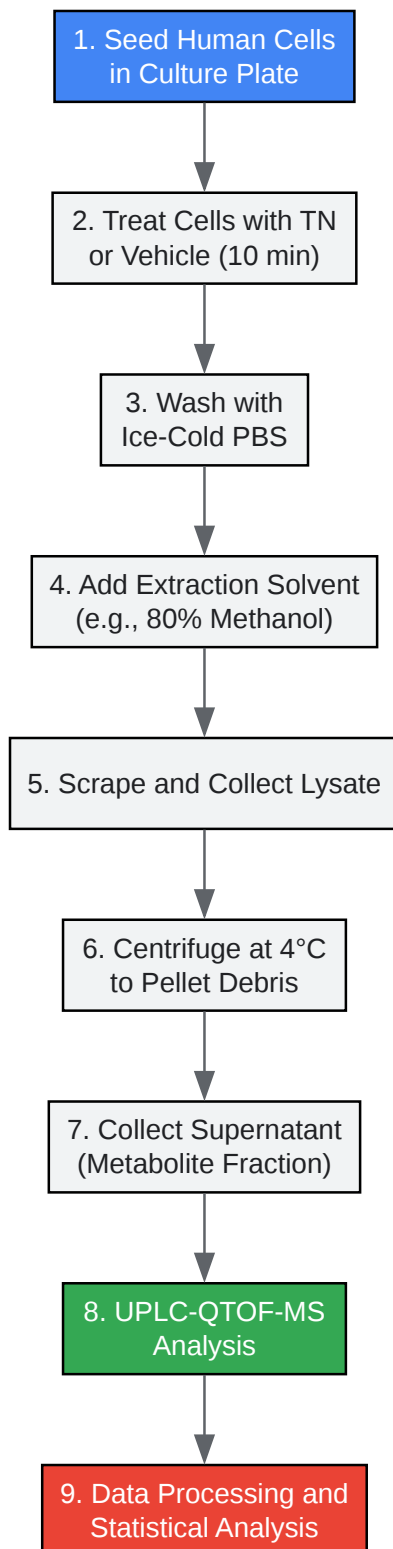 1. Seed Human Cells
in Culture Plate
2. Treat Cells with TN
or Vehicle (10 min)
3. Wash with
Ice-Cold PBS
4. Add Extraction Solvent
(e.g., 80% Methanol)
5. Scrape and Collect Lysate
6. Centrifuge at 4°C
to Pellet Debris
7. Collect Supernatant
(Metabolite Fraction)
8. UPLC-QTOF-MS
Analysis
9. Data Processing and
Statistical Analysis